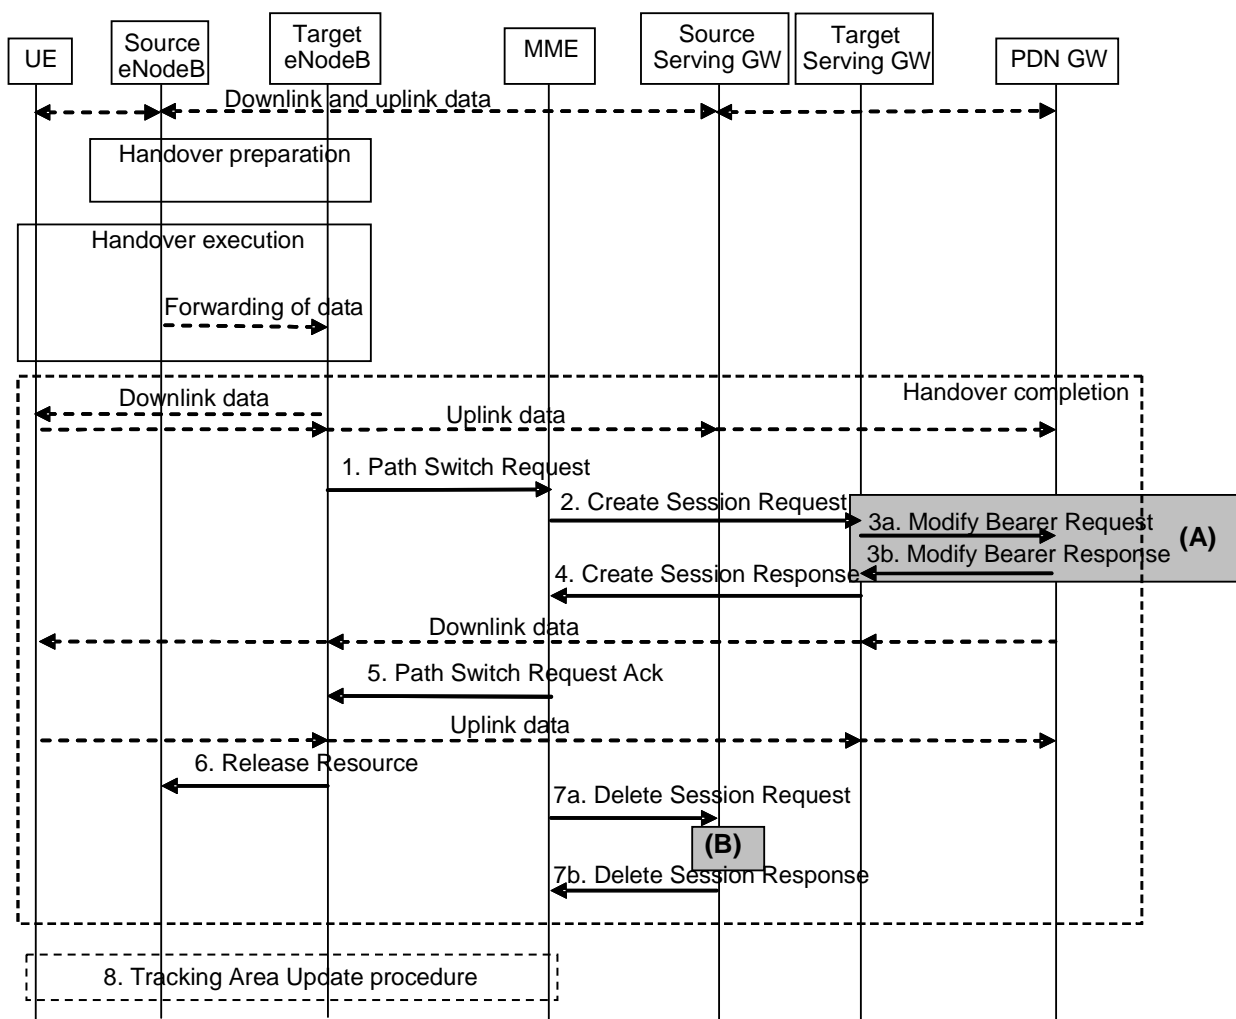 UE
Source
eNodeB
Target
eNodeB
MME
Source
Serving GW
Target
Serving GW
PDN GW
Downlink and uplink data
Handover preparation
Handover execution
Forwarding of data
Handover completion
Downlink data
Uplink data
1. Path Switch Request
2. Create Session Request
3a. Modify Bearer Request
(A)
3b. Modify Bearer Response
4. Create Session Response
Downlink data
5. Path Switch Request Ack
Uplink data
6. Release Resource
7a. Delete Session Request
(B)
7b. Delete Session Response
8. Tracking Area Update procedure